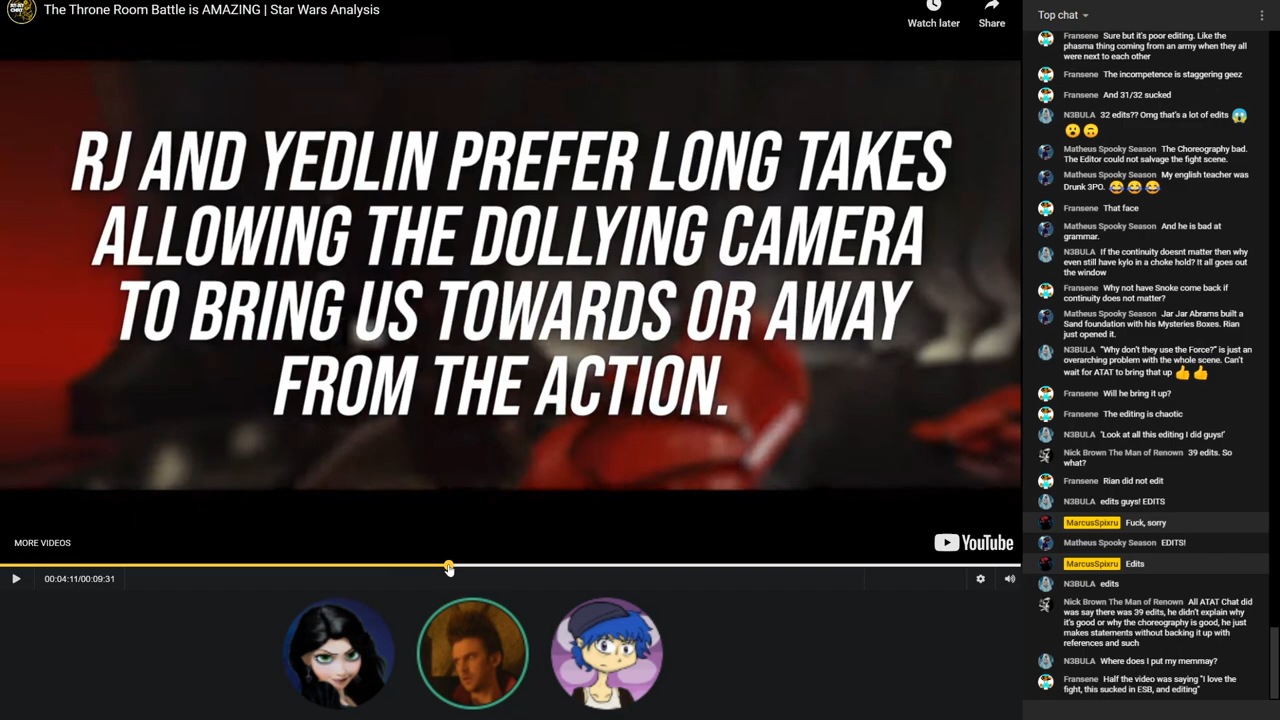 The Throne Room Battle is AMAZING | Star Wars Analysis
Watch later
Share
RJ AND YEDLIN PREFER LONG TAKES
ALLOWING THE DOLLYING CAMERA
TO BRING US TOWARDS OR AWAY
FROM THE ACTION.
MORE VIDEOS
YouTube
00:04:11/00:09:31
Top chat
Fransene Sure but it's poor editing. Like the
phasma thing coming from an army when they all
were next to each other
Fransene The incompetence is staggering geez
Fransene And 31/32 sucked
N3BULA 32 edits?? Omg that's a lot of edits 😱
😮 🙃
Matheus Spooky Season The Choreography bad.
The Editor could not salvage the fight scene.
Matheus Spooky Season My english teacher was
Drunk 3PO. 😂 😂 😂
Fransene That face
Matheus Spooky Season And he is bad at
grammar.
N3BULA If the continuity doesnt matter then why
even still have kylo in a choke hold? It all goes out
the window
Fransene Why not have Snoke come back if
continuity does not matter?
Matheus Spooky Season Jar Jar Abrams built a
Sand foundation with his Mysteries Boxes. Rian
just opened it.
N3BULA "Why don't they use the Force?" is just an
overarching problem with the whole scene. Can't
wait for ATAT to bring that up 👍 👍
Fransene Will he bring it up?
Fransene The editing is chaotic
N3BULA 'Look at all this editing I did guys!'
Nick Brown The Man of Renown 39 edits. So
what?
Fransene Rian did not edit
N3BULA edits guys! EDITS
MarcusSpixru Fuck, sorry
Matheus Spooky Season EDITS!
MarcusSpixru Edits
N3BULA edits
Nick Brown The Man of Renown All ATAT Chat did
was say there was 39 edits, he didn't explain why
it's good or why the choreography is good, he just
makes statements without backing it up with
references and such
N3BULA Where does I put my memmay?
Fransene Half the video was saying "I love the
fight, this sucked in ESB, and editing"